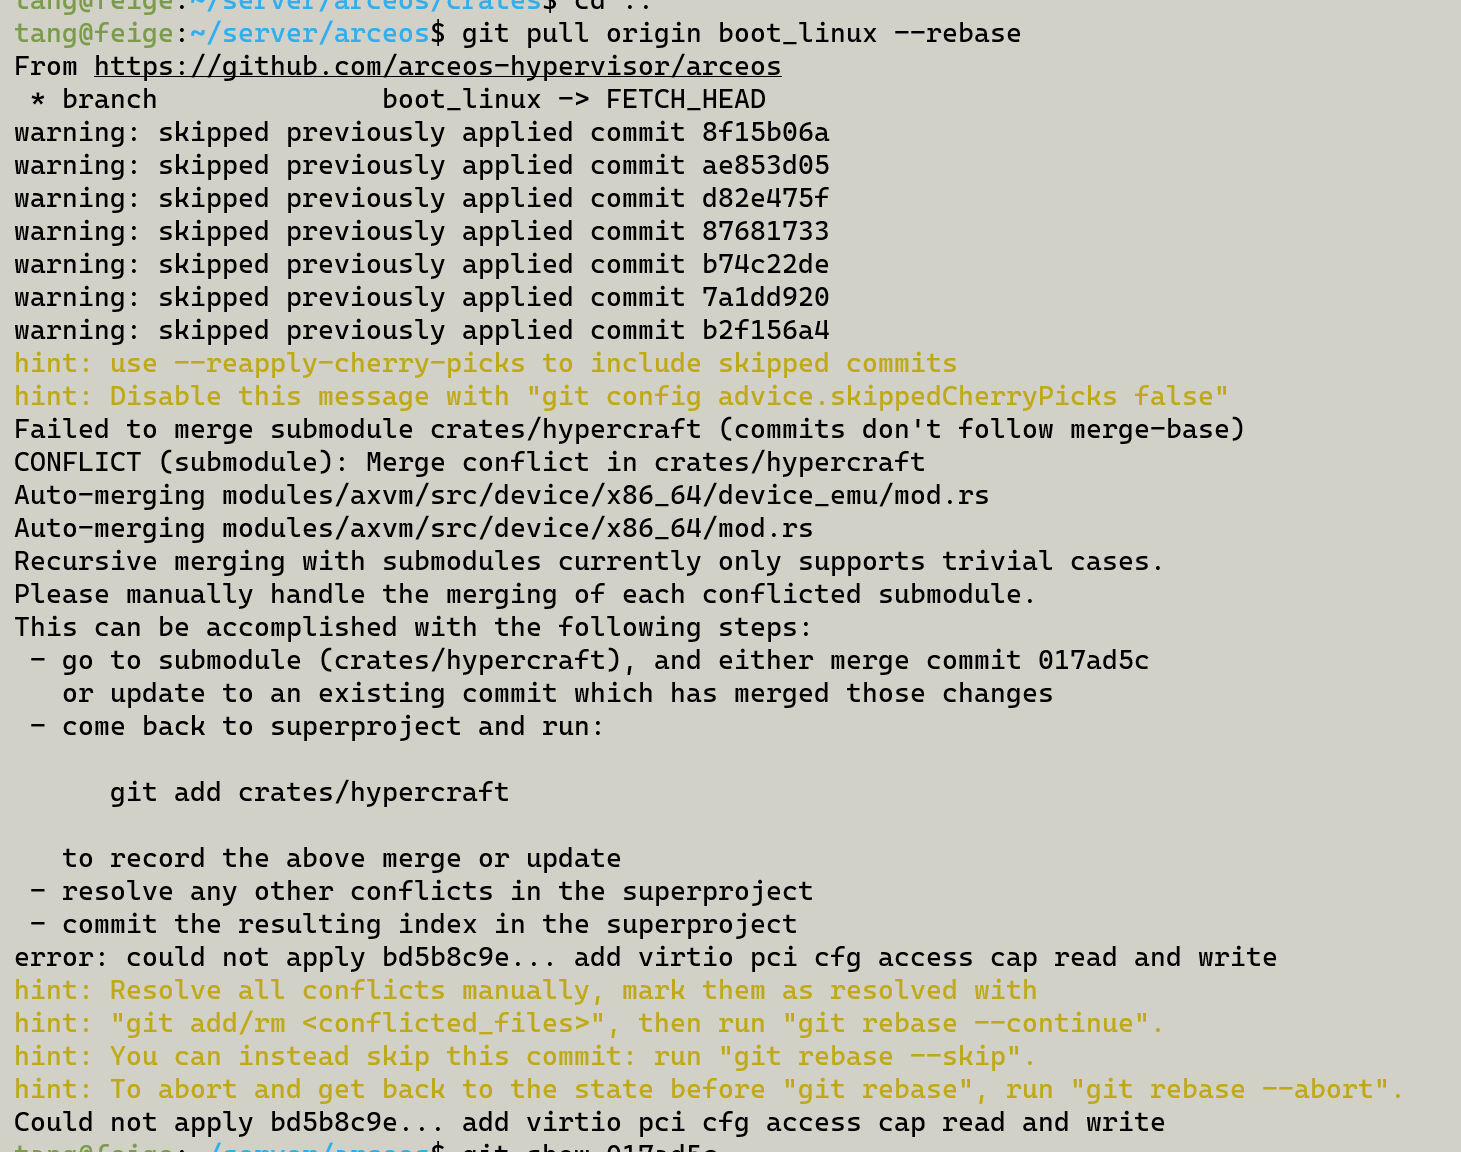 tang@feige:~/server/arceos/crates$ cd ..
tang@feige:~/server/arceos$ git pull origin boot_linux --rebase
From https://github.com/arceos-hypervisor/arceos
 * branch              boot_linux -> FETCH_HEAD
warning: skipped previously applied commit 8f15b06a
warning: skipped previously applied commit ae853d05
warning: skipped previously applied commit d82e475f
warning: skipped previously applied commit 87681733
warning: skipped previously applied commit b74c22de
warning: skipped previously applied commit 7a1dd920
warning: skipped previously applied commit b2f156a4
hint: use --reapply-cherry-picks to include skipped commits
hint: Disable this message with "git config advice.skippedCherryPicks false"
Failed to merge submodule crates/hypercraft (commits don't follow merge-base)
CONFLICT (submodule): Merge conflict in crates/hypercraft
Auto-merging modules/axvm/src/device/x86_64/device_emu/mod.rs
Auto-merging modules/axvm/src/device/x86_64/mod.rs
Recursive merging with submodules currently only supports trivial cases.
Please manually handle the merging of each conflicted submodule.
This can be accomplished with the following steps:
 - go to submodule (crates/hypercraft), and either merge commit 017ad5c
   or update to an existing commit which has merged those changes
 - come back to superproject and run:

      git add crates/hypercraft

   to record the above merge or update
 - resolve any other conflicts in the superproject
 - commit the resulting index in the superproject
error: could not apply bd5b8c9e... add virtio pci cfg access cap read and write
hint: Resolve all conflicts manually, mark them as resolved with
hint: "git add/rm <conflicted_files>", then run "git rebase --continue".
hint: You can instead skip this commit: run "git rebase --skip".
hint: To abort and get back to the state before "git rebase", run "git rebase --abort".
Could not apply bd5b8c9e... add virtio pci cfg access cap read and write
tang@feige:~/server/arceos$ git show 017ad5c